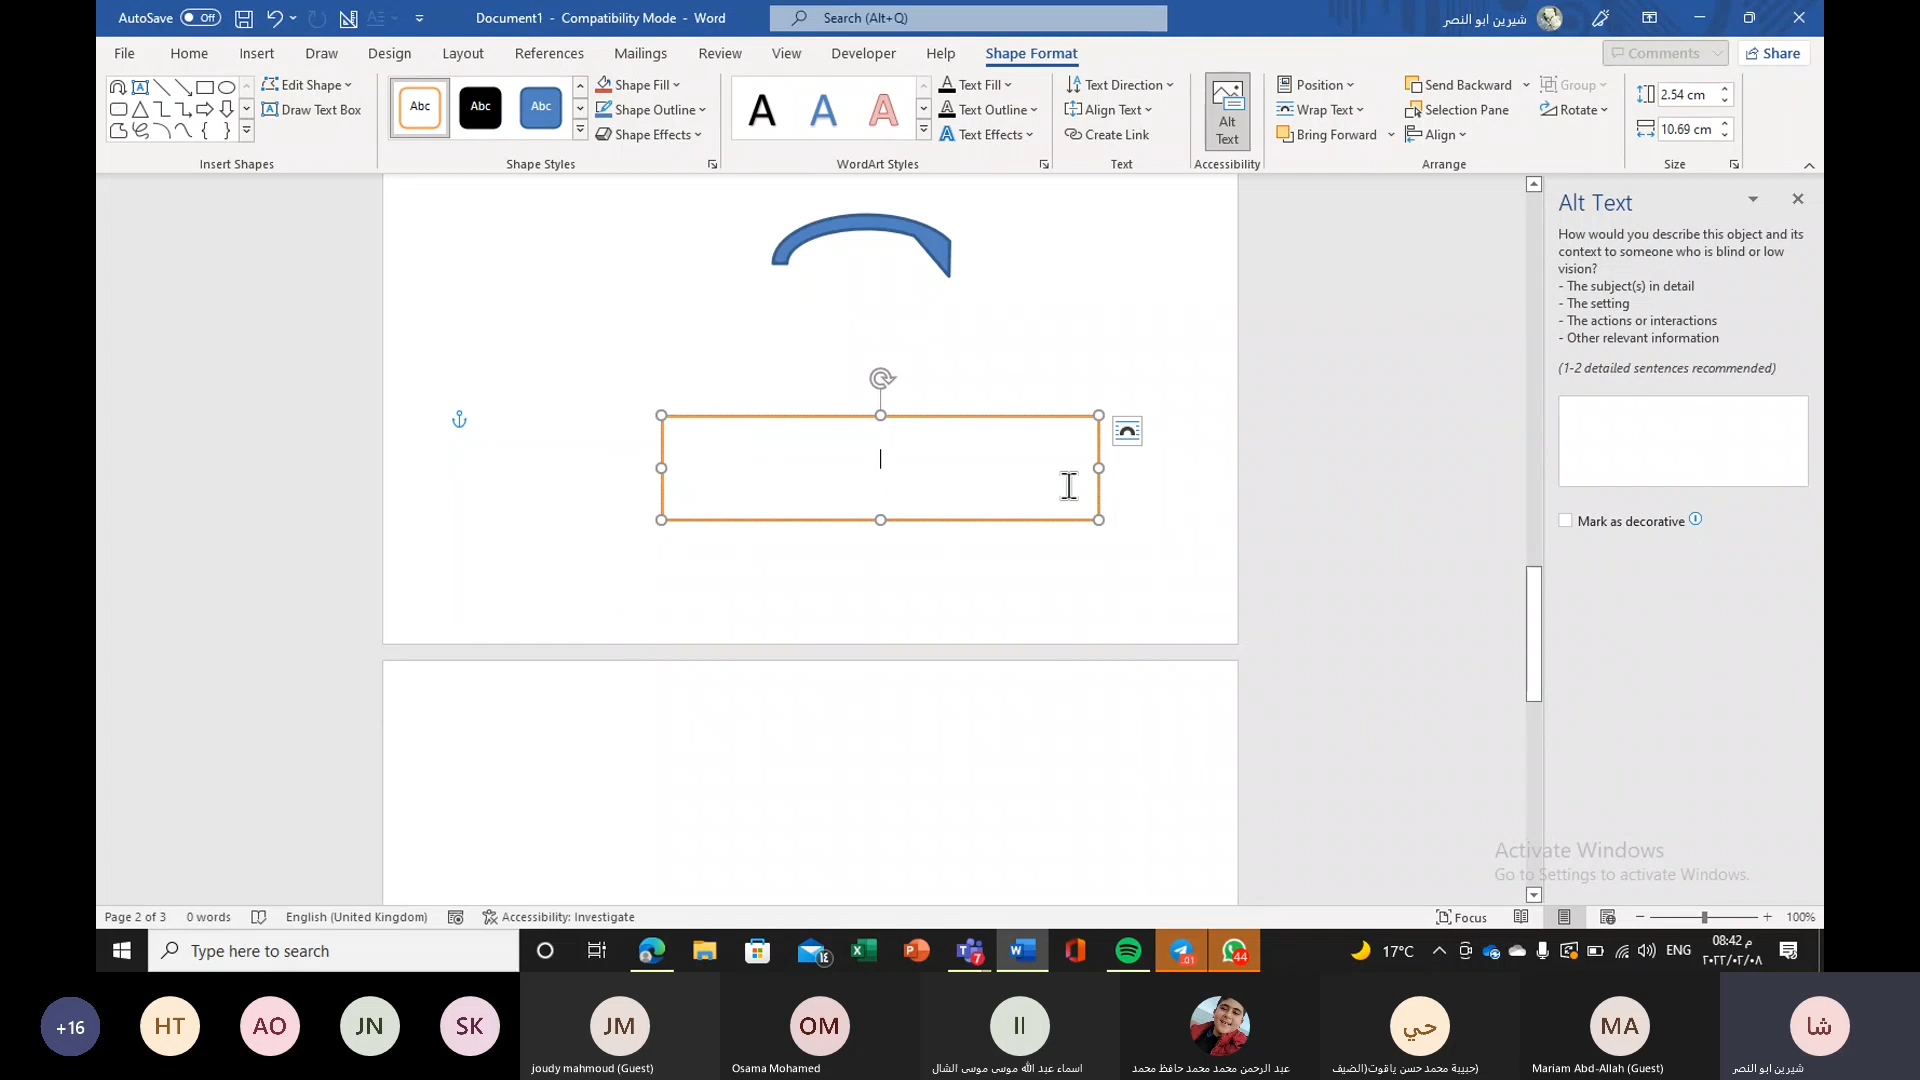 AutoSave Off Document1 - Compatibility Mode - Word Search (Alt+Q) شيرين ابو النصر
File Home Insert Draw Design Layout References Mailings Review View Developer Help Shape Format Comments Share
Edit Shape
Draw Text Box
Insert Shapes
Abc Abc Abc
Shape Fill
Shape Outline
Shape Effects
Shape Styles
A A A
Text Fill
Text Outline
Text Effects
WordArt Styles
Text Direction
Align Text
Create Link
Text
Alt
Text
Accessibility
Position
Wrap Text
Bring Forward
Send Backward
Selection Pane
Align
Group
Rotate
Arrange
2.54 cm
10.69 cm
Size
Alt Text
How would you describe this object and its
context to someone who is blind or low
vision?
- The subject(s) in detail
- The setting
- The actions or interactions
- Other relevant information
(1-2 detailed sentences recommended)
Mark as decorative
Activate Windows
Go to Settings to activate Windows.
Page 2 of 3 0 words English (United Kingdom) Accessibility: Investigate Focus 100%
Type here to search 7 44 17°C ENG 08:42 م
٢٠٢٢/٠٢/٠٨
+16 HT AO JN SK JM OM اا حي MA شا
joudy mahmoud (Guest) Osama Mohamed اسماء عبد الله موسى موسى الشال عبد الرحمن محمد محمد حافظ محمد حبيبة محمد حسن ياقوت(الضيف) Mariam Abd-Allah (Guest) شيرين ابو النصر